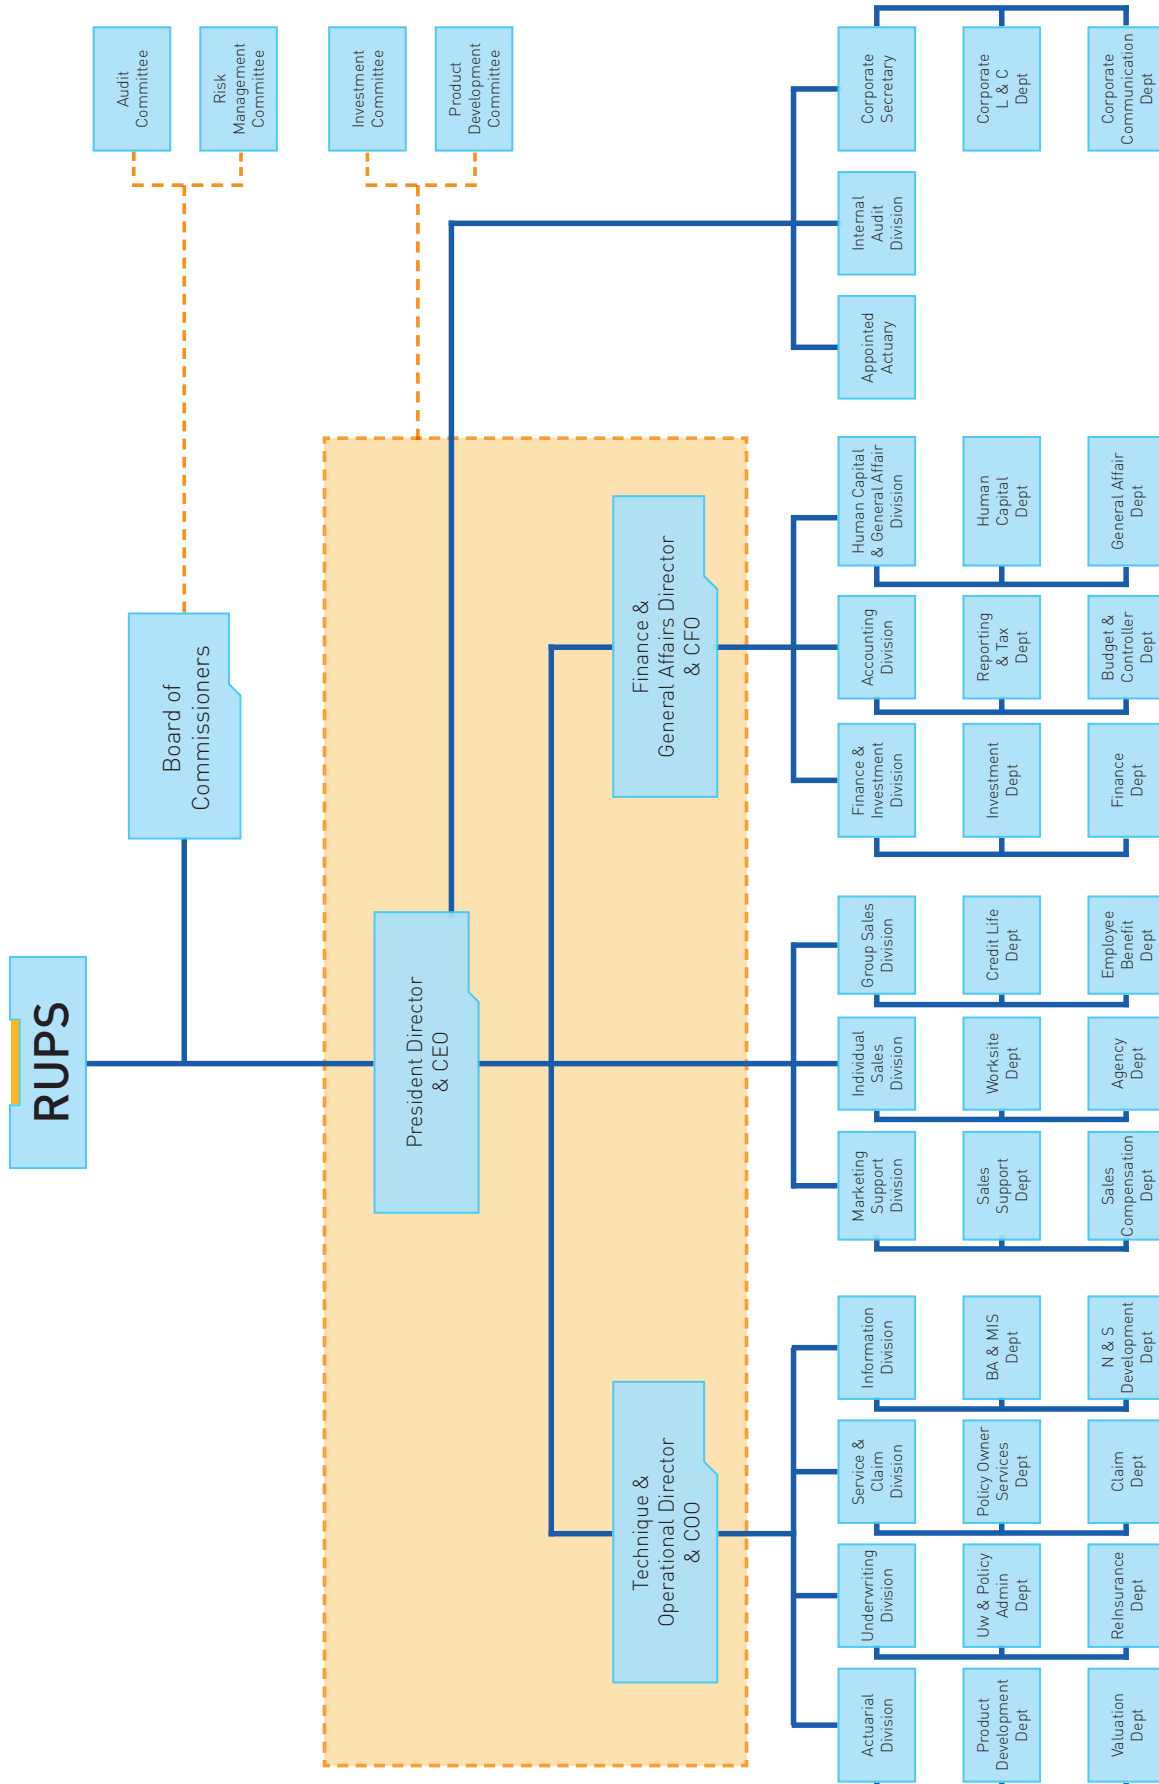 RUPS
Board of
Commissioners
Audit
Committee
Risk
Management
Committee
President Director
& CEO
Investment
Committee
Product
Development
Committee
Technique &
Operational Director
& COO
Finance &
General Affairs Director
& CFO
Actuarial
Division
Underwriting
Division
Service &
Claim
Division
Information
Division
Marketing
Support
Division
Individual
Sales
Division
Group Sales
Division
Finance &
Investment
Division
Accounting
Division
Human Capital
& General Affair
Division
Appointed
Actuary
Internal
Audit
Division
Corporate
Secretary
Product
Development
Dept
Uw & Policy
Admin
Dept
Policy Owner
Services
Dept
BA & MIS
Dept
Sales
Support
Dept
Worksite
Dept
Credit Life
Dept
Investment
Dept
Reporting
& Tax
Dept
Human
Capital
Dept
Corporate
L & C
Dept
Valuation
Dept
ReInsurance
Dept
Claim
Dept
N & S
Development
Dept
Sales
Compensation
Dept
Agency
Dept
Employee
Benefit
Dept
Finance
Dept
Budget &
Controller
Dept
General Affair
Dept
Corporate
Communication
Dept